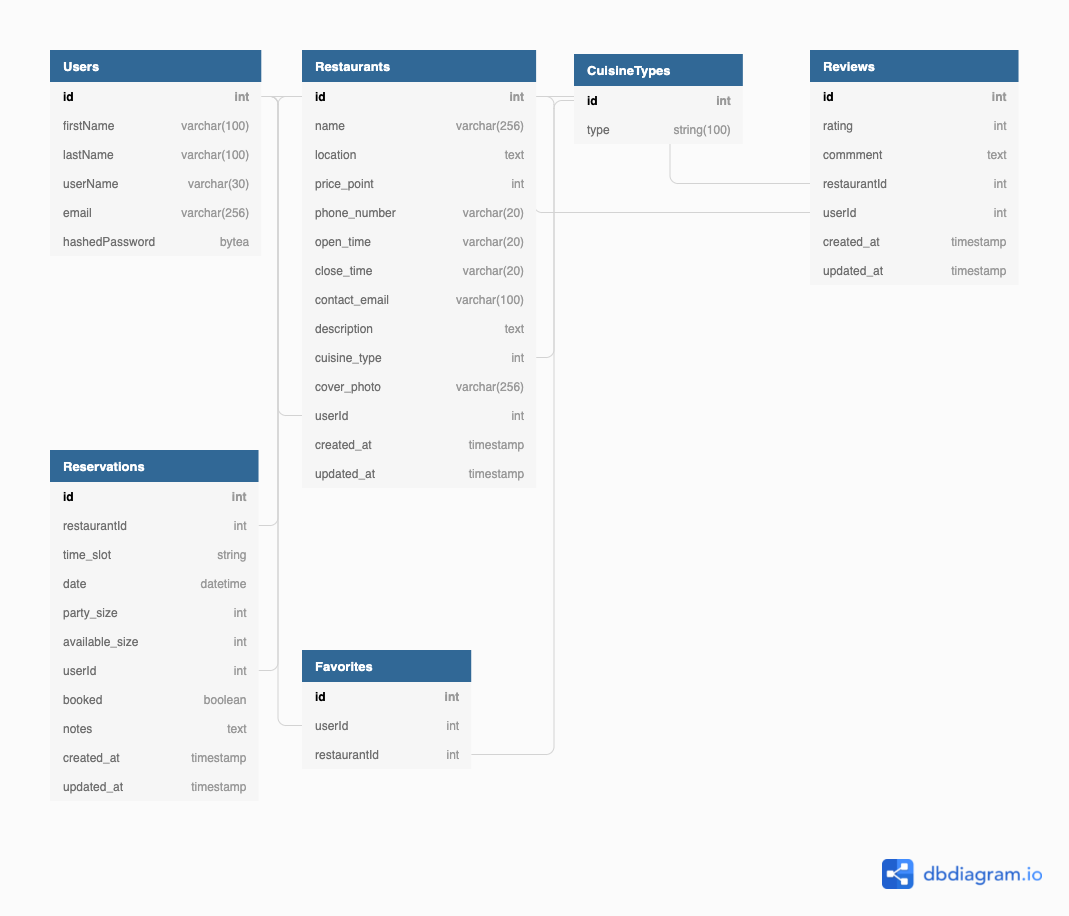 Users
id int
firstName varchar(100)
lastName varchar(100)
userName varchar(30)
email varchar(256)
hashedPassword bytea
Restaurants
id int
name varchar(256)
location text
price_point int
phone_number varchar(20)
open_time varchar(20)
close_time varchar(20)
contact_email varchar(100)
description text
cuisine_type int
cover_photo varchar(256)
userId int
created_at timestamp
updated_at timestamp
CuisineTypes
id int
type string(100)
Reviews
id int
rating int
commment text
restaurantId int
userId int
created_at timestamp
updated_at timestamp
Reservations
id int
restaurantId int
time_slot string
date datetime
party_size int
available_size int
userId int
booked boolean
notes text
created_at timestamp
updated_at timestamp
Favorites
id int
userId int
restaurantId int
dbdiagram.io